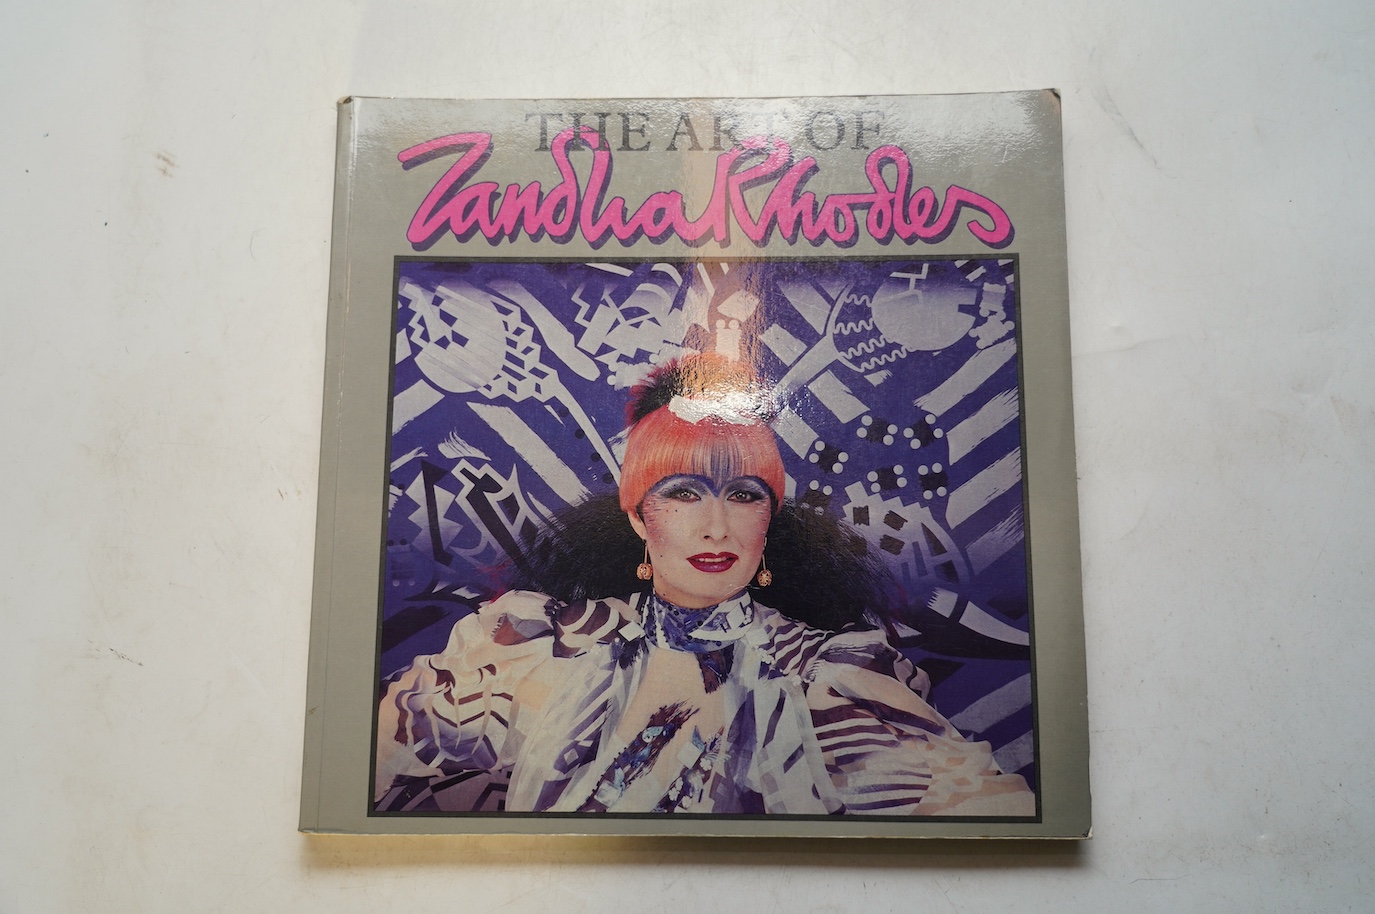 THE ART OF
Zandra Rhodes